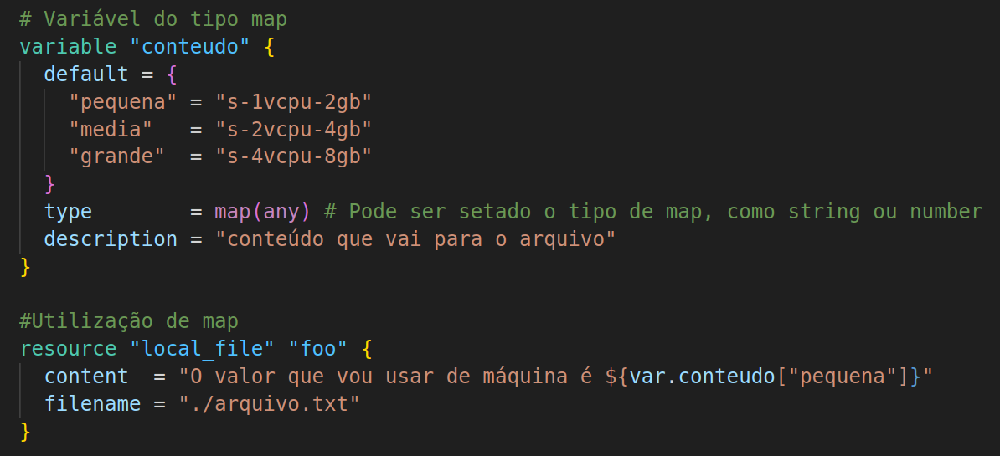 # Variável do tipo map
variable "conteudo" {
  default = {
    "pequena" = "s-1vcpu-2gb"
    "media"   = "s-2vcpu-4gb"
    "grande"  = "s-4vcpu-8gb"
  }
  type        = map(any) # Pode ser setado o tipo de map, como string ou number
  description = "conteúdo que vai para o arquivo"
}

#Utilização de map
resource "local_file" "foo" {
  content  = "O valor que vou usar de máquina é ${var.conteudo["pequena"]}"
  filename = "./arquivo.txt"
}